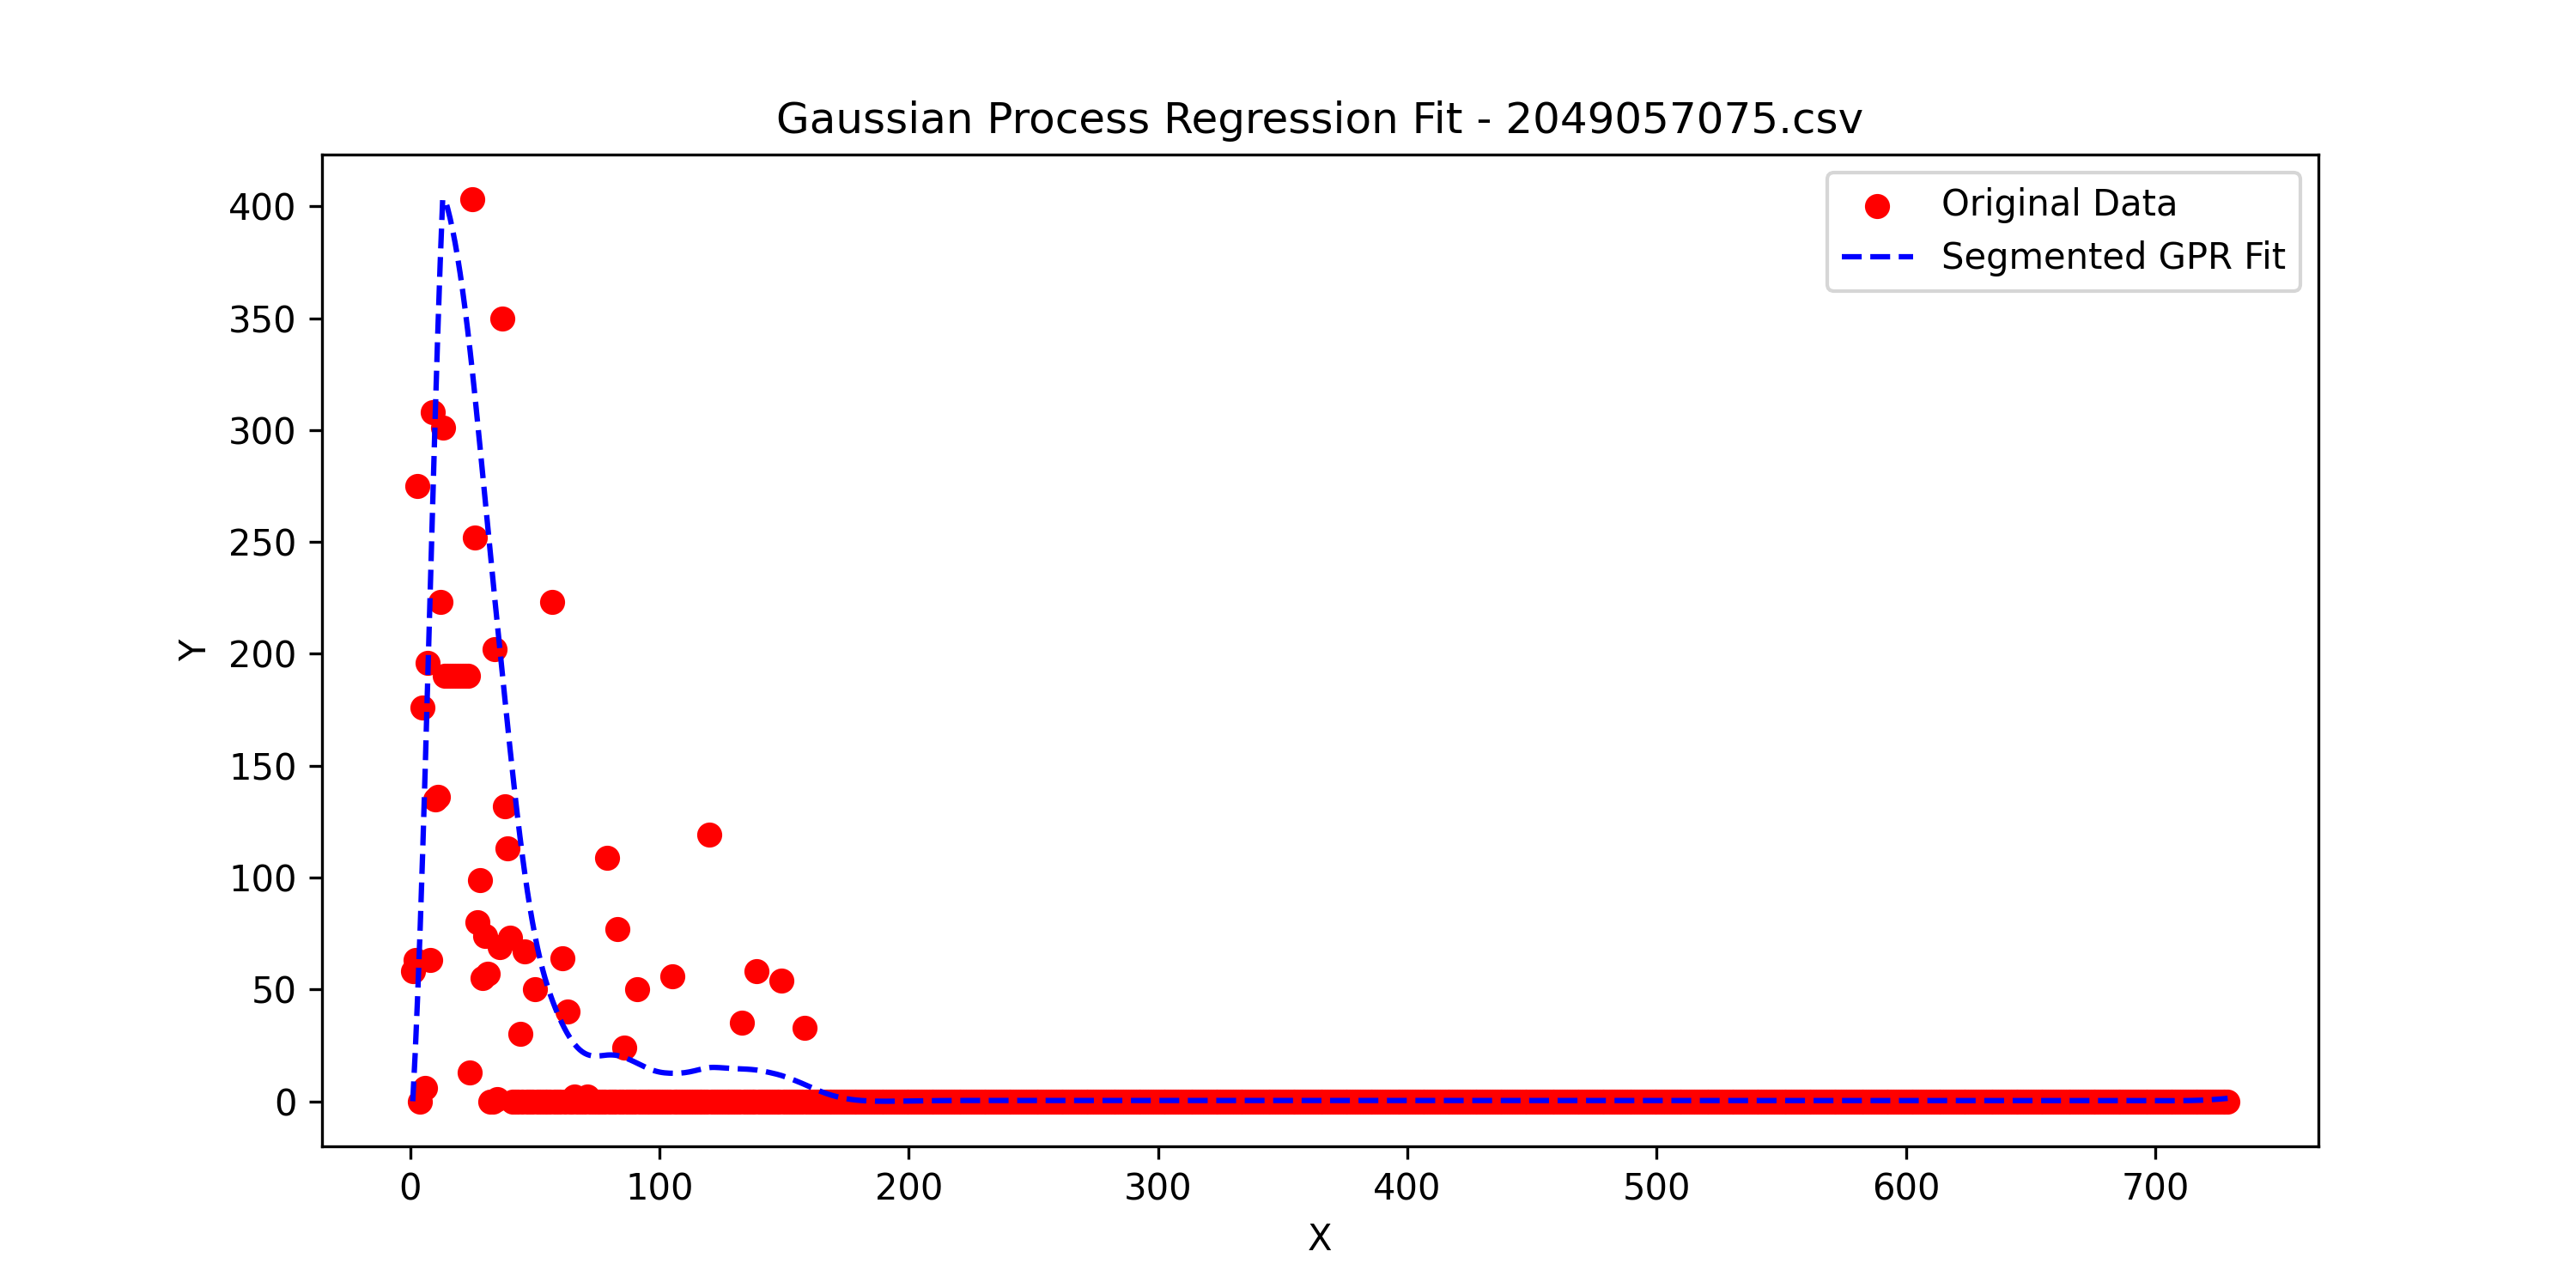 Gaussian Process Regression Fit - 2049057075.csv
Original Data
Segmented GPR Fit
400
350
300
250
200
150
100
50
0
Y
0 100 200 300 400 500 600 700
X